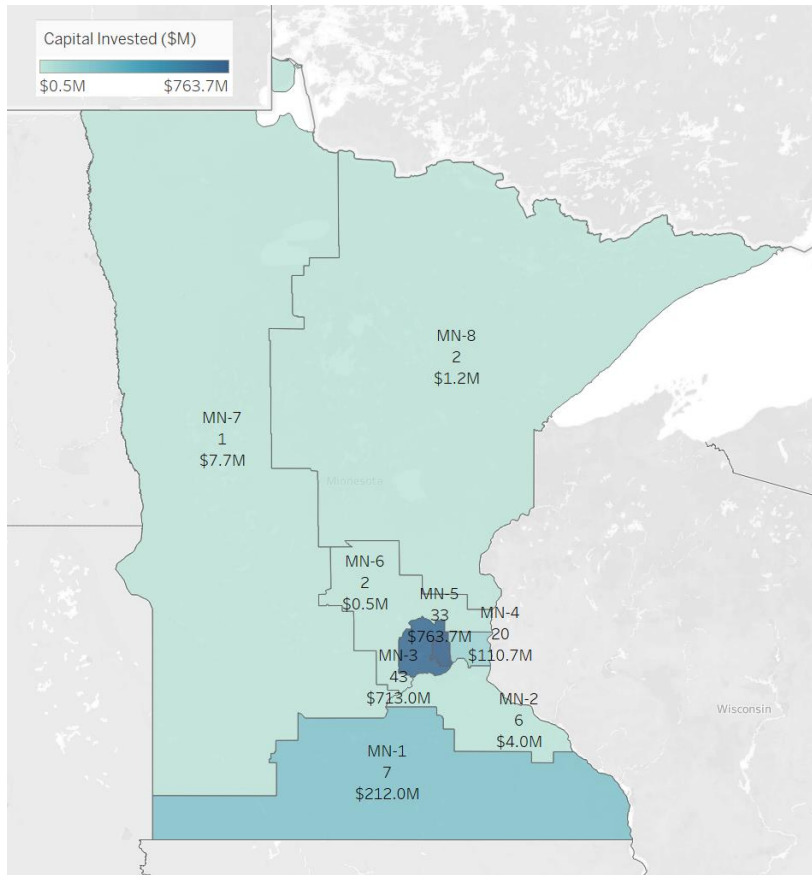 Capital Invested ($M)
$0.5M $763.7M
MN-8
2
$1.2M
MN-7
1
$7.7M
Minnesota
MN-6
2
$0.5M
MN-5
33
$763.7M
MN-4
20
$110.7M
MN-3
43
$713.0M
MN-2
6
$4.0M
Wisconsin
MN-1
7
$212.0M